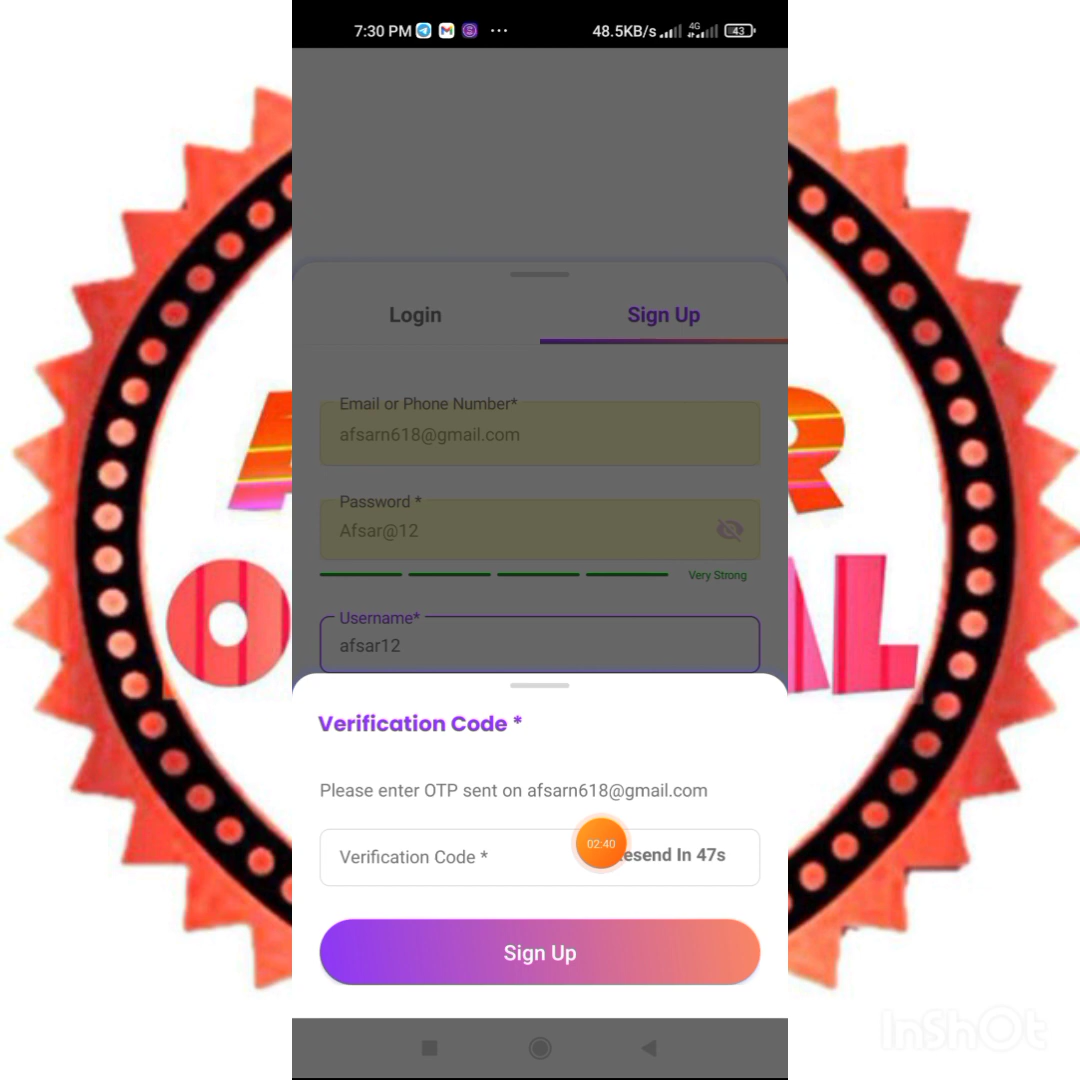 7:30 PM
48.5KB/s
4G
43
Login
Sign Up
Email or Phone Number*
afsarn618@gmail.com
Password *
Afsar@12
Very Strong
Username*
afsar12
Verification Code *
Please enter OTP sent on afsarn618@gmail.com
Verification Code *
02:40
esend In 47s
Sign Up
InShOt